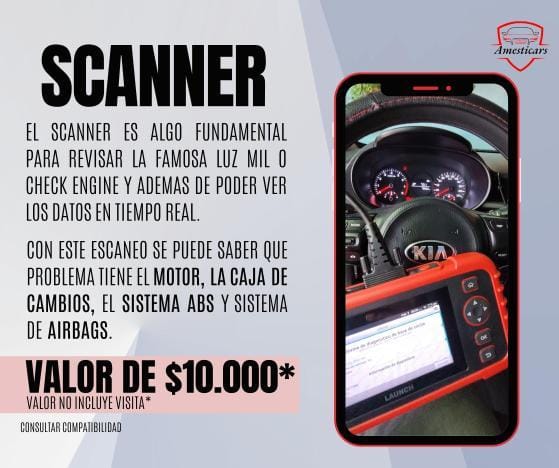 Amesticars
SCANNER
EL SCANNER ES ALGO FUNDAMENTAL
PARA REVISAR LA FAMOSA LUZ MIL O
CHECK ENGINE Y ADEMAS DE PODER VER
LOS DATOS EN TIEMPO REAL.
CON ESTE ESCANEO SE PUEDE SABER QUE
PROBLEMA TIENE EL MOTOR, LA CAJA DE
CAMBIOS, EL SISTEMA ABS Y SISTEMA
DE AIRBAGS.
VALOR DE $10.000*
VALOR NO INCLUYE VISITA*
CONSULTAR COMPATIBILIDAD
KIA
OK
LAUNCH